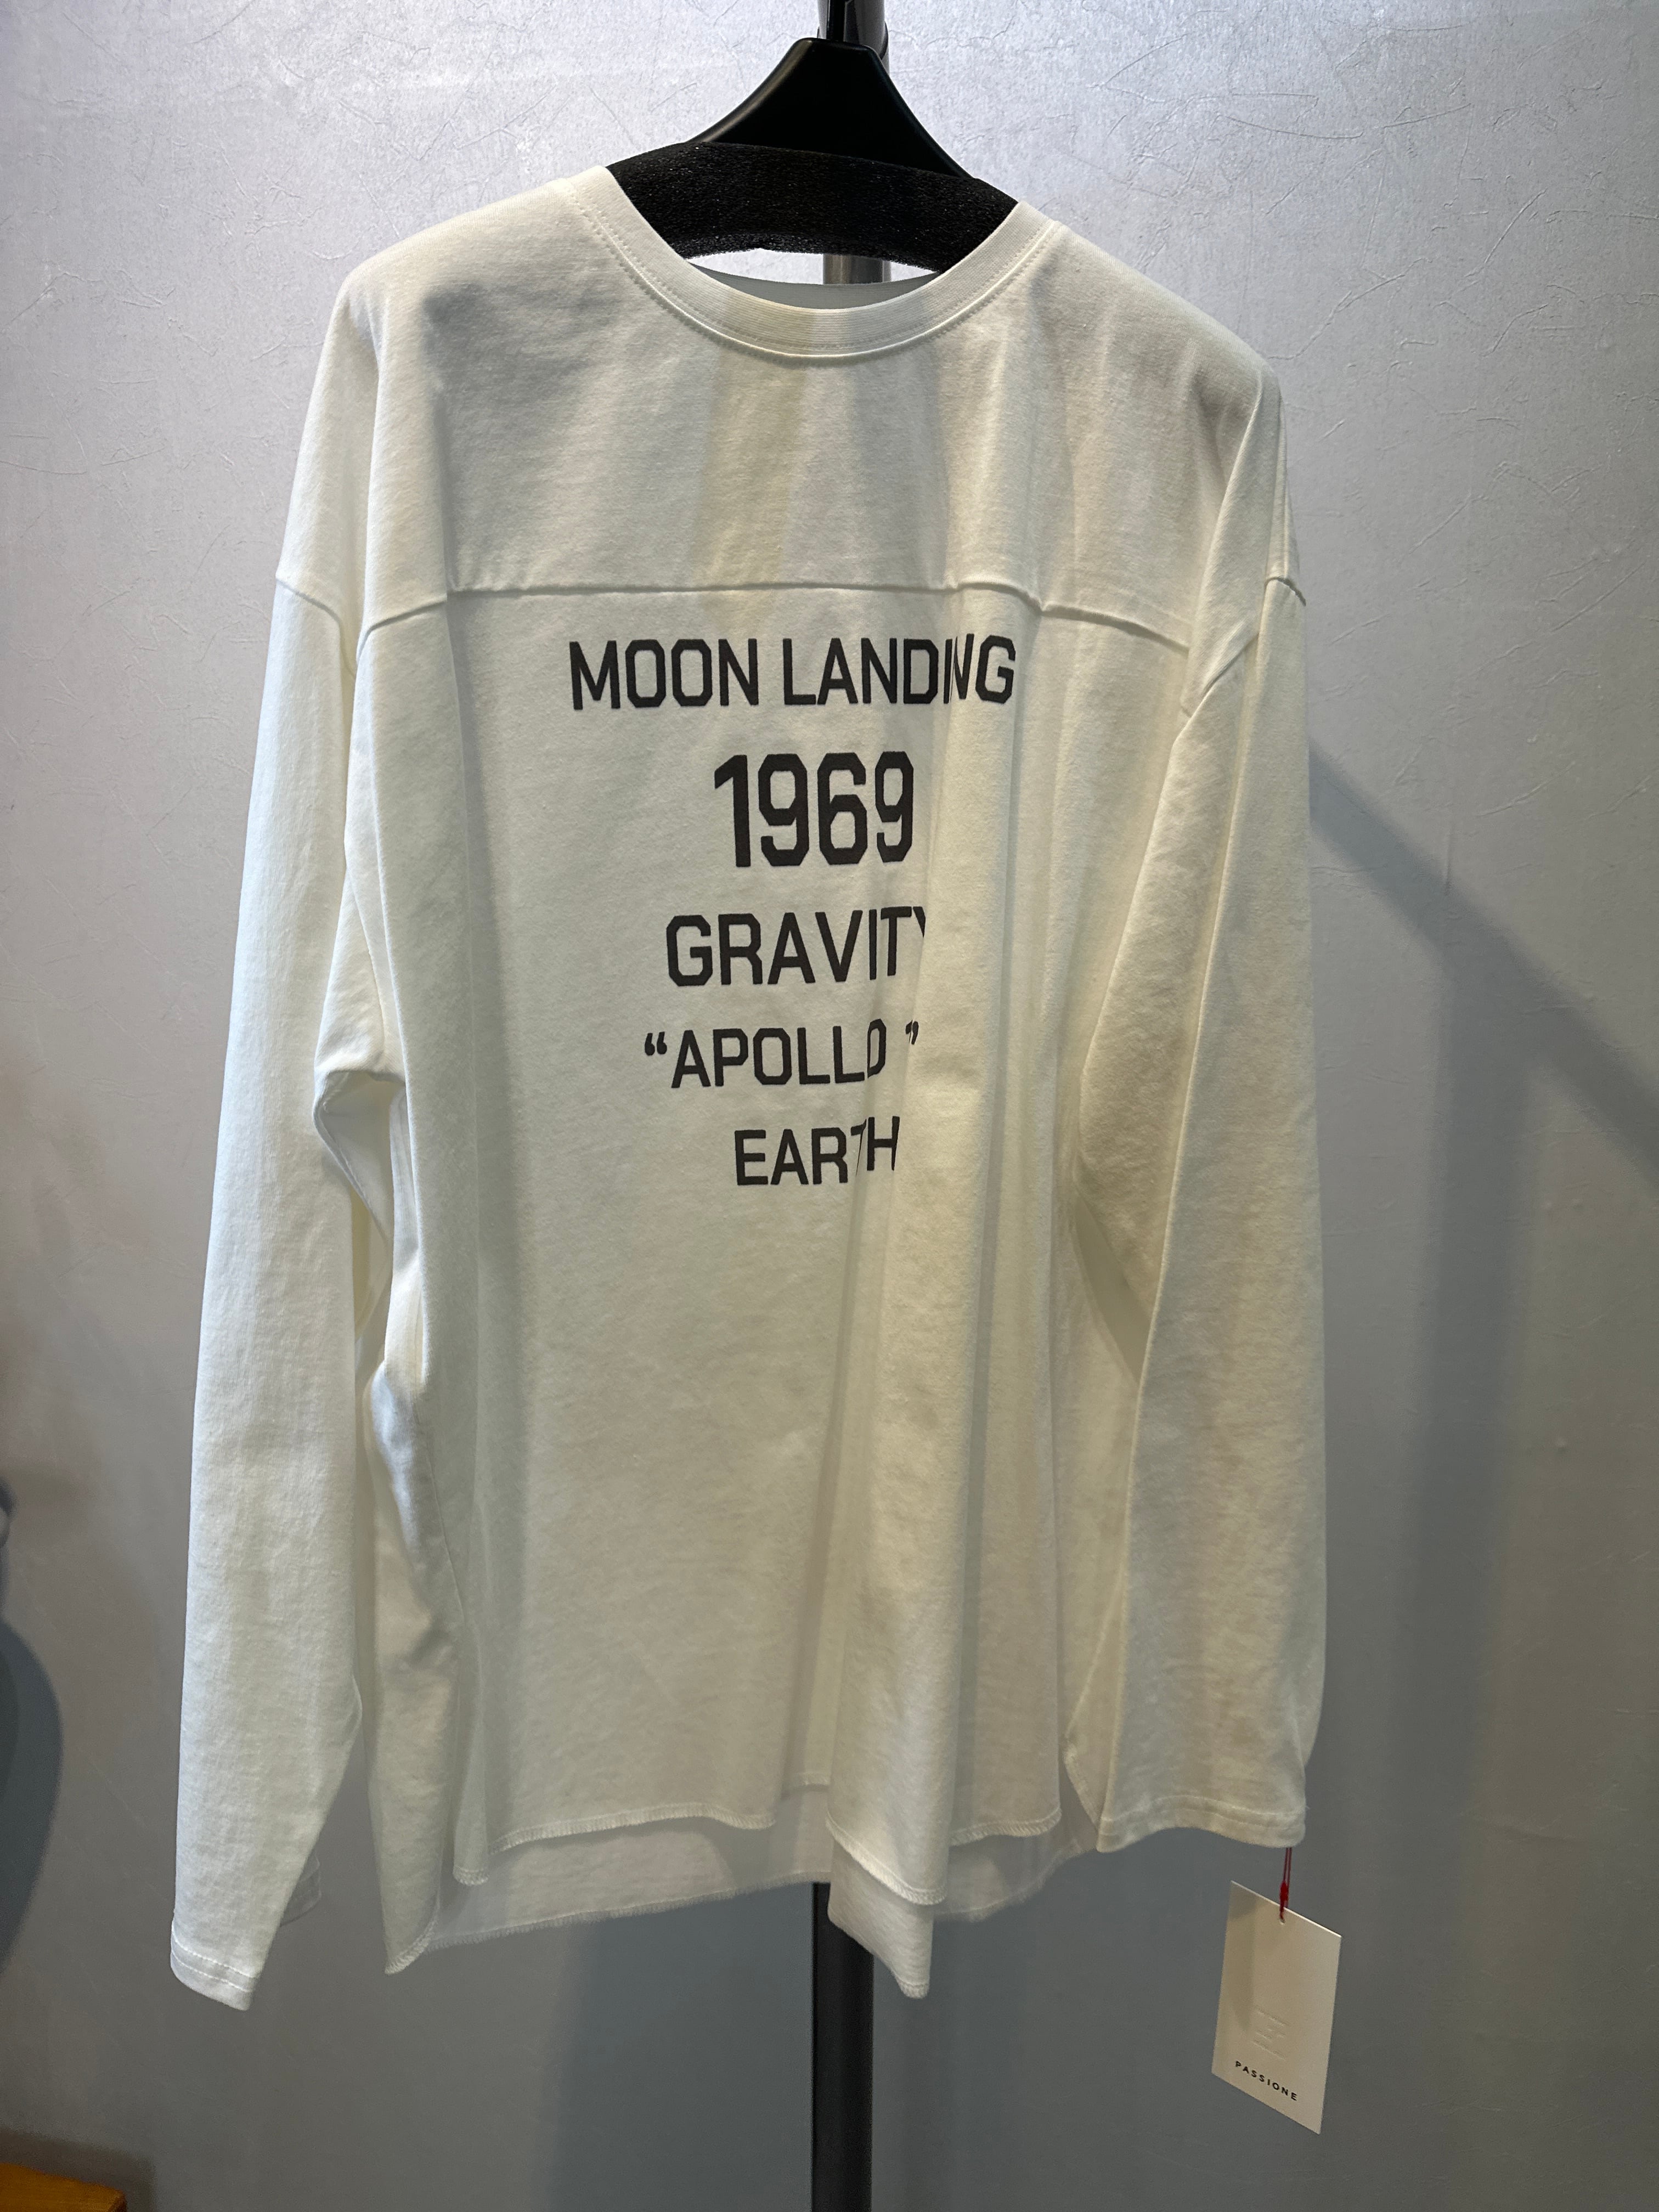 MOON LANDING
1969
GRAVITY
“APOLLO ”
EARTH
PASSIONE